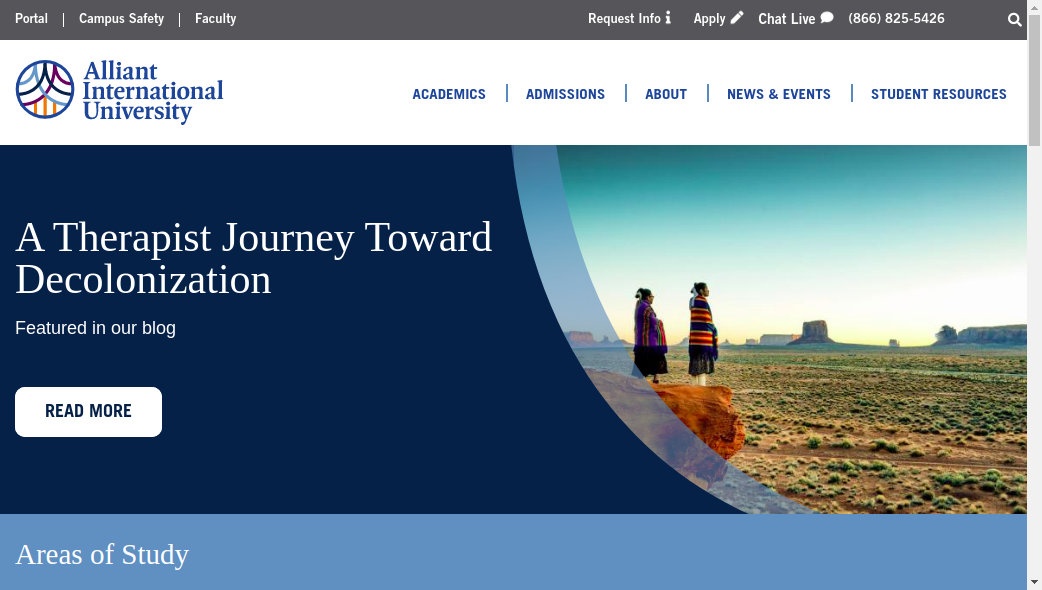 Portal
Campus Safety
Faculty
Request Info
Apply
Chat Live
(866) 825-5426
Alliant
International
University
ACADEMICS
ADMISSIONS
ABOUT
NEWS & EVENTS
STUDENT RESOURCES
A Therapist Journey Toward
Decolonization
Featured in our blog
READ MORE
Areas of Study